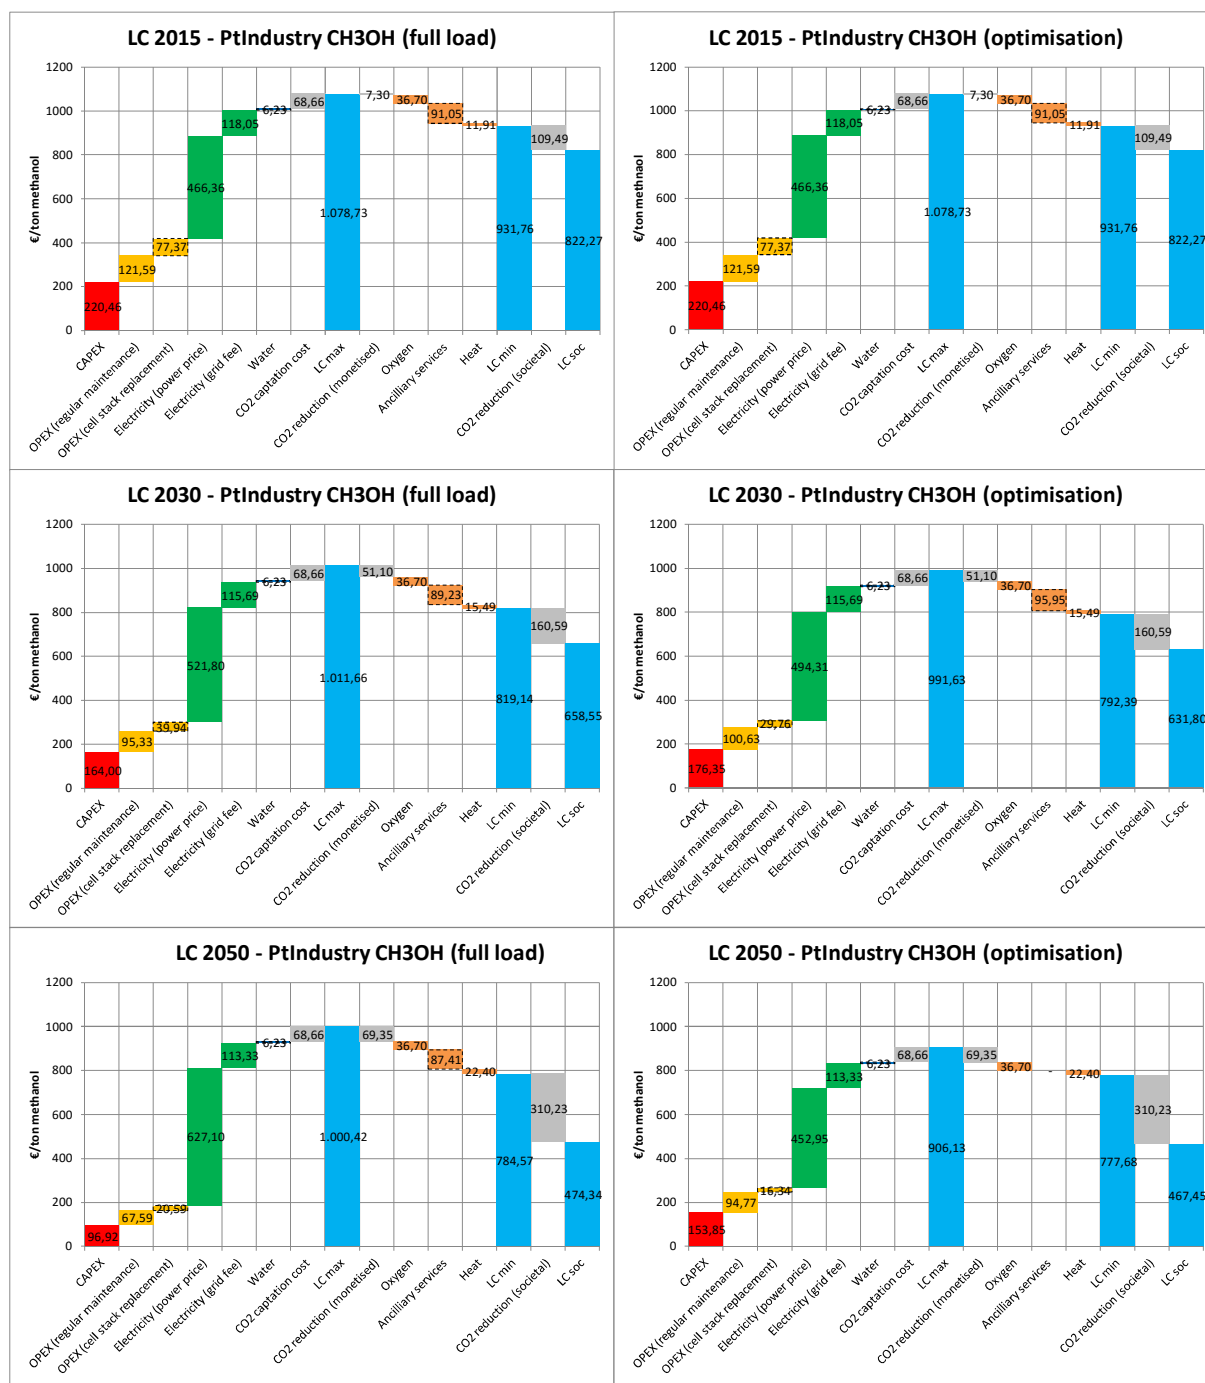 LC 2015 - PtIndustry CH3OH (full load)
€/ton methanol
1200
1000
800
600
400
200
0
220,46
121,59
77,37
466,36
118,05
6,23
68,66
1.078,73
7,30
36,70
91,05
11,91
931,76
109,49
822,27
CAPEX
OPEX (regular maintenance)
OPEX (cell stack replacement)
Electricity (power price)
Electricity (grid fee)
Water
CO2 captation cost
LC max
CO2 reduction (monetised)
Oxygen
Ancilliary services
Heat
LC min
CO2 reduction (societal)
LC soc
LC 2015 - PtIndustry CH3OH (optimisation)
€/ton methnaol
1200
1000
800
600
400
200
0
220,46
121,59
77,37
466,36
118,05
6,23
68,66
1.078,73
7,30
36,70
91,05
11,91
931,76
109,49
822,27
CAPEX
OPEX (regular maintenance)
OPEX (cell stack replacement)
Electricity (power price)
Electricity (grid fee)
Water
CO2 captation cost
LC max
CO2 reduction (monetised)
Oxygen
Ancilliary services
Heat
LC min
CO2 reduction (societal)
LC soc
LC 2030 - PtIndustry CH3OH (full load)
€/ton methanol
1200
1000
800
600
400
200
0
164,00
95,33
39,94
521,80
115,69
6,23
68,66
1.011,66
51,10
36,70
89,23
15,49
819,14
160,59
658,55
CAPEX
OPEX (regular maintenance)
OPEX (cell stack replacement)
Electricity (power price)
Electricity (grid fee)
Water
CO2 captation cost
LC max
CO2 reduction (monetised)
Oxygen
Ancilliary services
Heat
LC min
CO2 reduction (societal)
LC soc
LC 2030 - PtIndustry CH3OH (optimisation)
€/ton methanol
1200
1000
800
600
400
200
0
176,35
100,63
29,76
494,31
115,69
6,23
68,66
991,63
51,10
36,70
95,95
15,49
792,39
160,59
631,80
CAPEX
OPEX (regular maintenance)
OPEX (cell stack replacement)
Electricity (power price)
Electricity (grid fee)
Water
CO2 captation cost
LC max
CO2 reduction (monetised)
Oxygen
Ancilliary services
Heat
LC min
CO2 reduction (societal)
LC soc
LC 2050 - PtIndustry CH3OH (full load)
€/ton methanol
1200
1000
800
600
400
200
0
96,92
67,59
20,59
627,10
113,33
6,23
68,66
1.000,42
69,35
36,70
87,41
22,40
784,57
310,23
474,34
CAPEX
OPEX (regular maintenance)
OPEX (cell stack replacement)
Electricity (power price)
Electricity (grid fee)
Water
CO2 captation cost
LC max
CO2 reduction (monetised)
Oxygen
Ancilliary services
Heat
LC min
CO2 reduction (societal)
LC soc
LC 2050 - PtIndustry CH3OH (optimisation)
€/ton methanol
1200
1000
800
600
400
200
0
153,85
94,77
16,34
452,95
113,33
6,23
68,66
906,13
69,35
36,70
-
22,40
777,68
310,23
467,45
CAPEX
OPEX (regular maintenance)
OPEX (cell stack replacement)
Electricity (power price)
Electricity (grid fee)
Water
CO2 captation cost
LC max
CO2 reduction (monetised)
Oxygen
Ancilliary services
Heat
LC min
CO2 reduction (societal)
LC soc